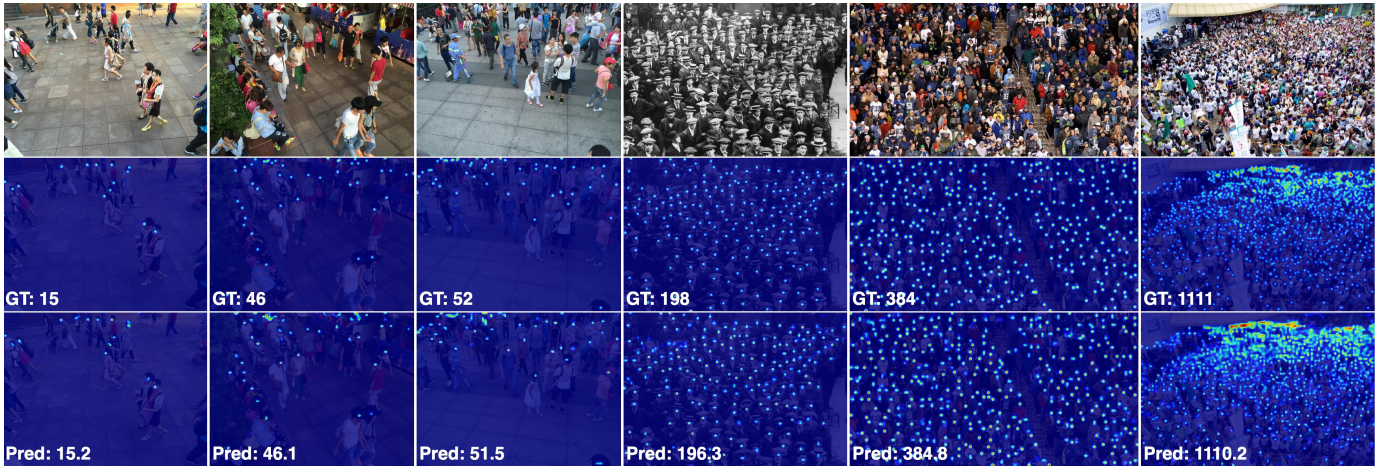 GT: 15
GT: 46
GT: 52
GT: 198
GT: 384
GT: 1111
Pred: 15.2
Pred: 46.1
Pred: 51.5
Pred: 196.3
Pred: 384.8
Pred: 1110.2